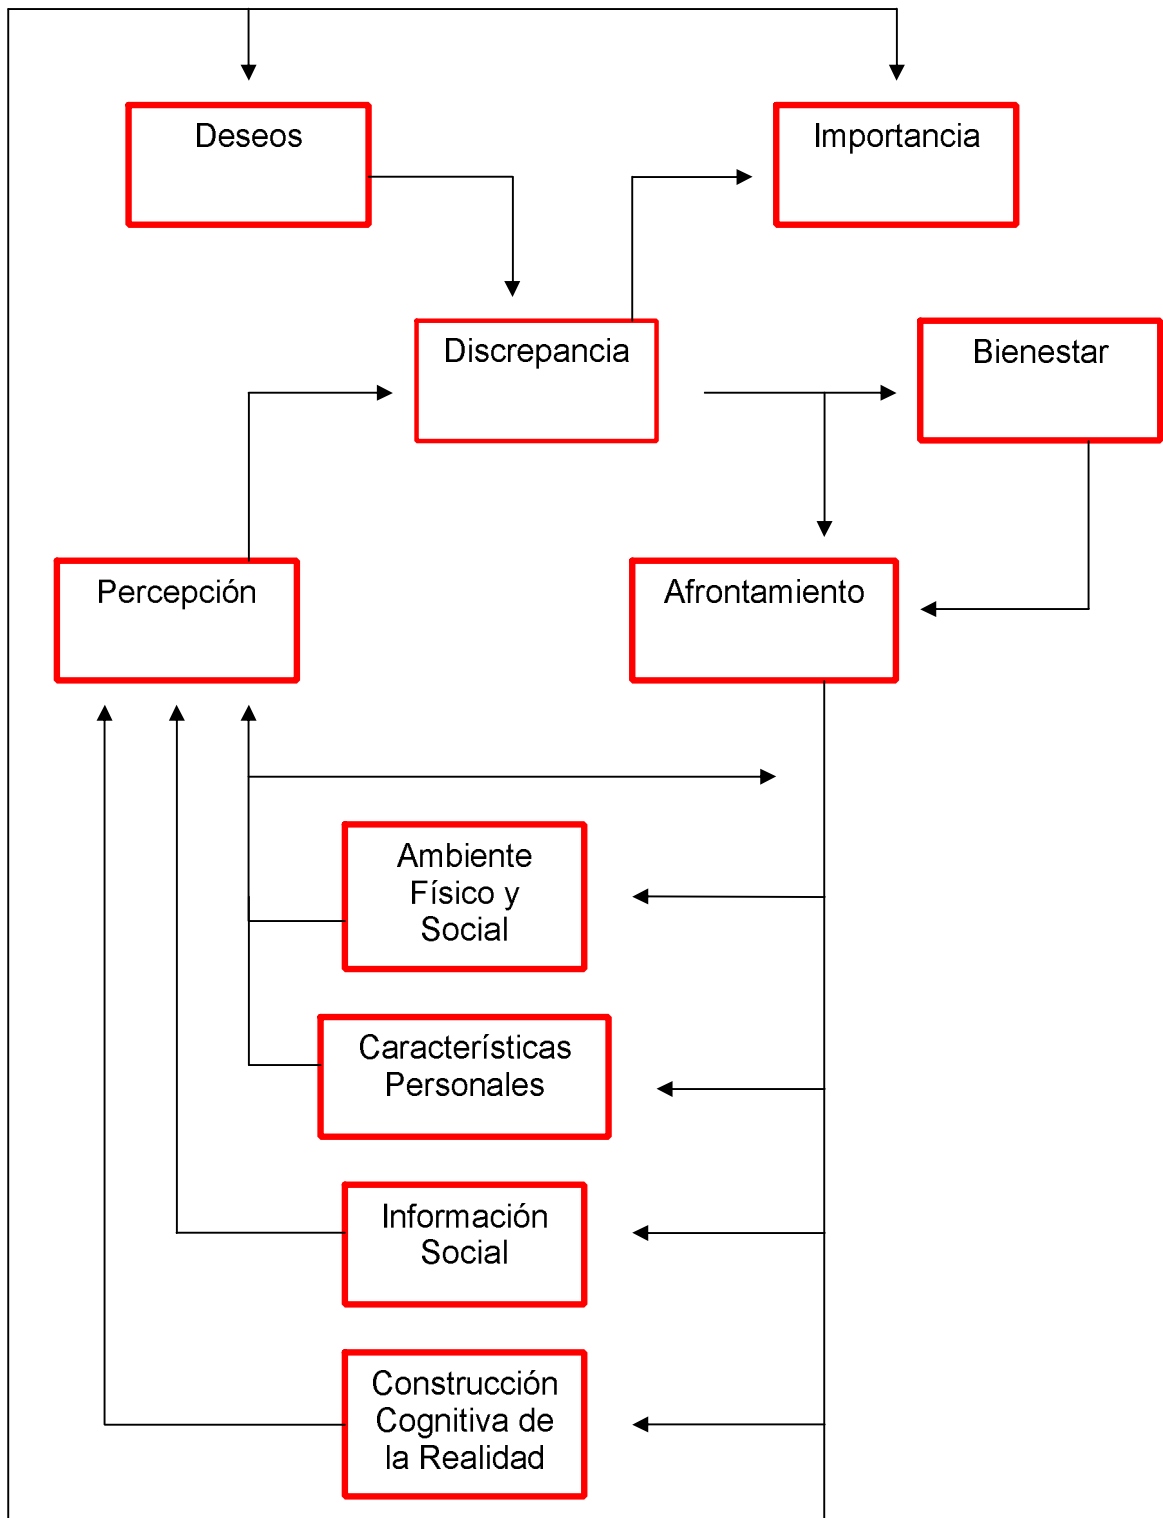 Deseos
Importancia
Discrepancia
Bienestar
Percepción
Afrontamiento
Ambiente
Físico y
Social
Características
Personales
Información
Social
Construcción
Cognitiva de
la Realidad